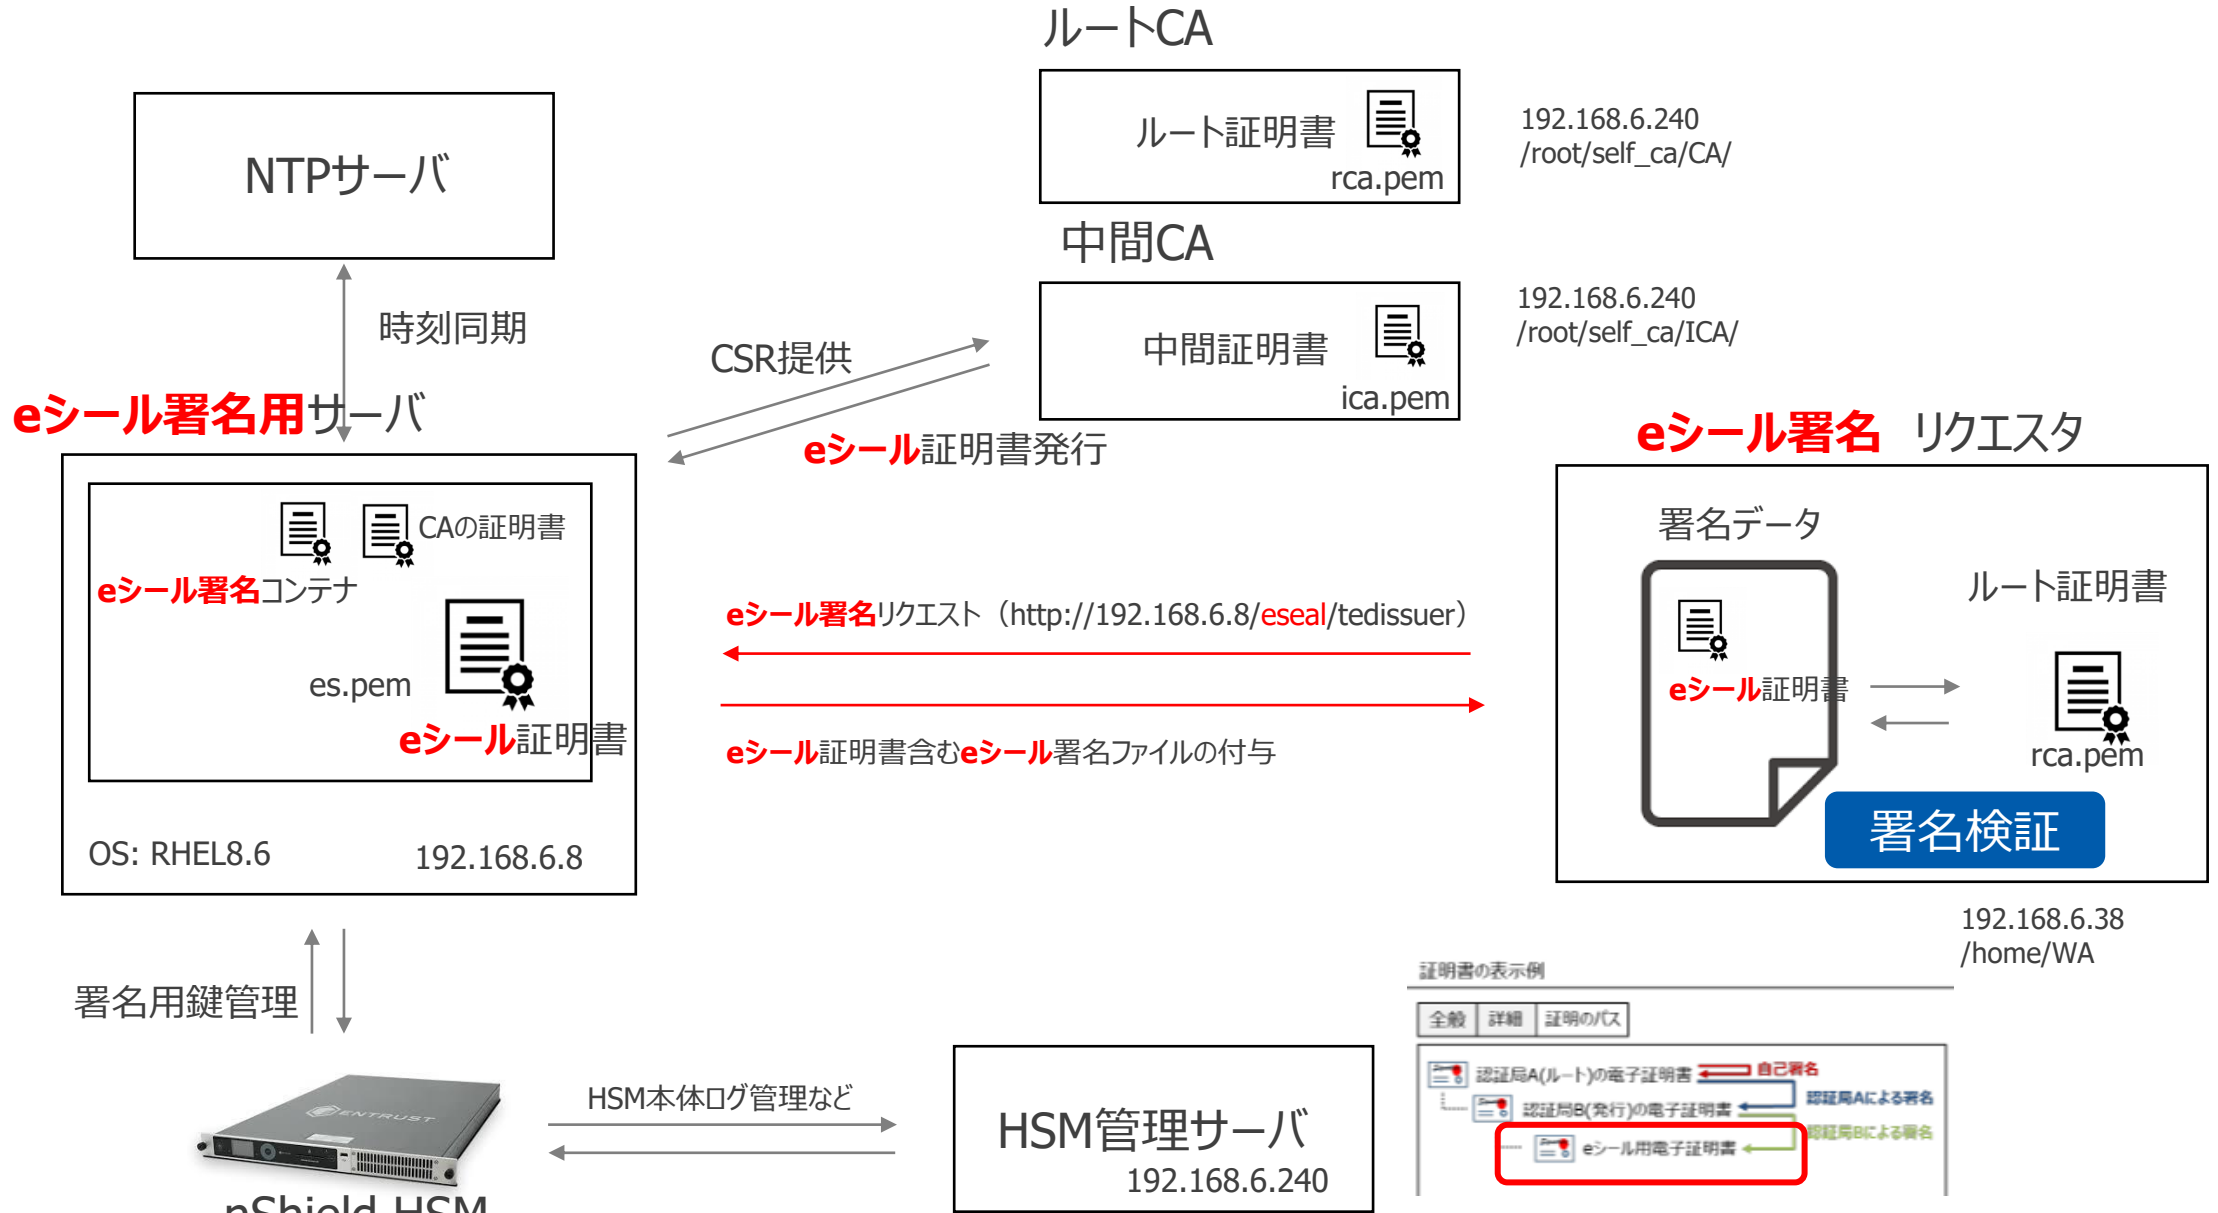 ルートCA
ルート証明書
rca.pem
192.168.6.240
/root/self_ca/CA/
NTPサーバ
中間CA
中間証明書
ica.pem
192.168.6.240
/root/self_ca/ICA/
時刻同期
CSR提供
eシール証明書発行
eシール署名用サーバ
CAの証明書
eシール署名コンテナ
es.pem
eシール証明書
OS: RHEL8.6
192.168.6.8
eシール署名リクエスト（http://192.168.6.8/eseal/tedissuer）
eシール証明書含むeシール署名ファイルの付与
eシール署名 リクエスタ
署名データ
eシール証明書
ルート証明書
rca.pem
署名検証
192.168.6.38
/home/WA
署名用鍵管理
ENTRUST
nShield HSM
HSM本体ログ管理など
HSM管理サーバ
192.168.6.240
証明書の表示例
全般 詳細 証明のパス
認証局A(ルート)の電子証明書 自己署名
認証局Aによる署名
認証局B(発行)の電子証明書
認証局Bによる署名
eシール用電子証明書